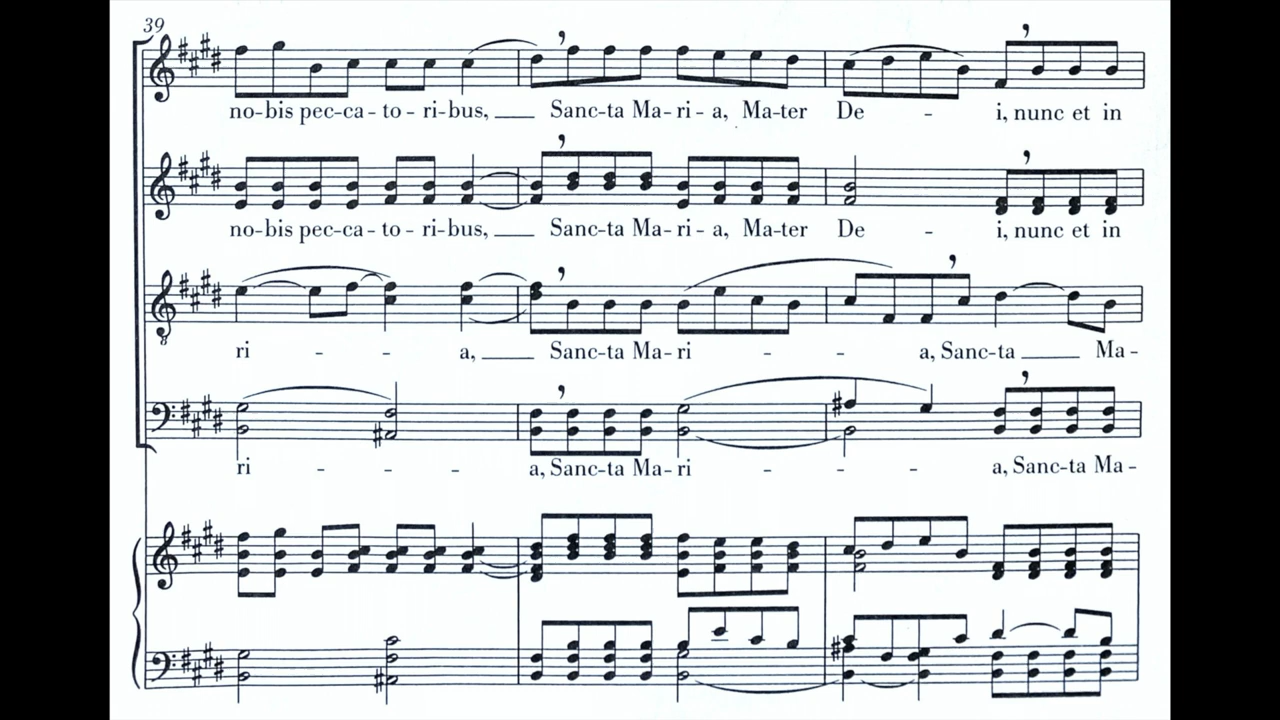 39
no-bis pec-ca-to-ri-bus, Sanc-ta Ma-ri-a, Ma-ter De - i, nunc et in
no-bis pec-ca-to-ri-bus, Sanc-ta Ma-ri-a, Ma-ter De - i, nunc et in
8
ri - - a, Sanc-ta Ma-ri - - a, Sanc-ta Ma-
ri - - - a, Sanc-ta Ma-ri - - a, Sanc-ta Ma-